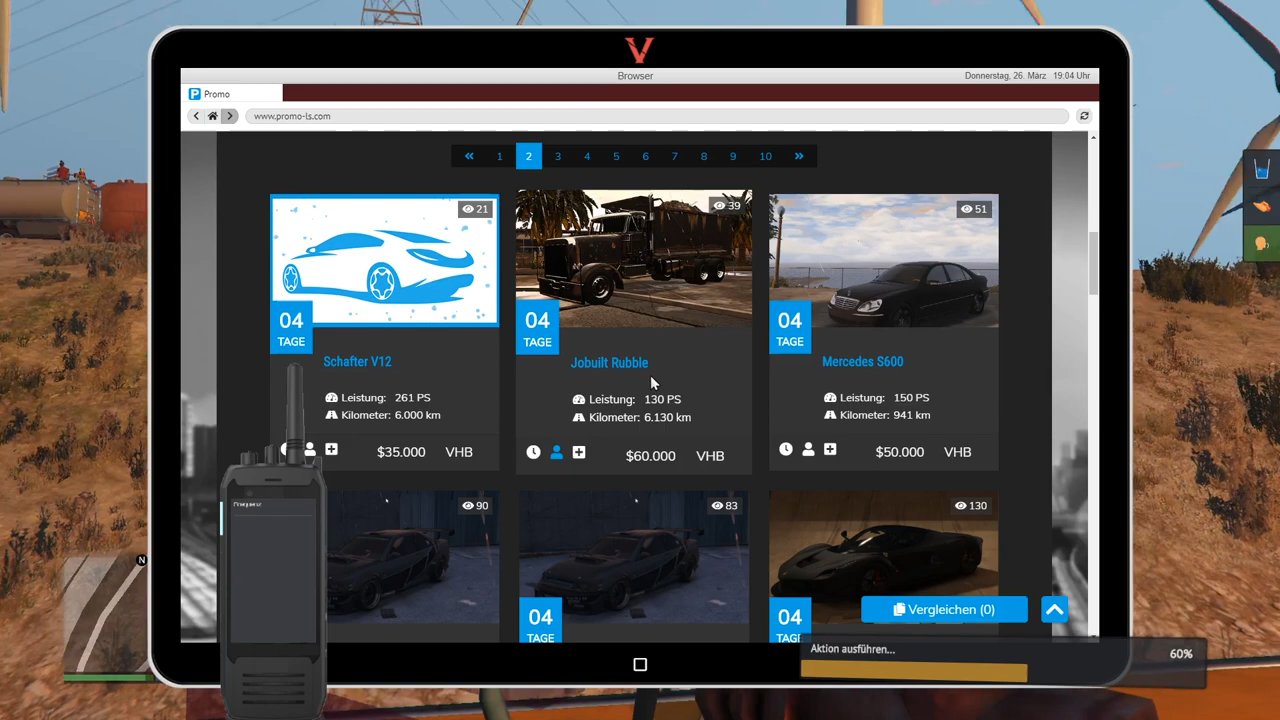 V
Browser
Donnerstag, 26. März 19:04 Uhr
P Promo
www.promo-ls.com
« 1 2 3 4 5 6 7 8 9 10 »
21
04
TAGE
Schafter V12
Leistung: 261 PS
Kilometer: 6.000 km
$35.000 VHB
39
04
TAGE
Jobuilt Rubble
Leistung: 130 PS
Kilometer: 6.130 km
$60.000 VHB
51
04
TAGE
Mercedes S600
Leistung: 150 PS
Kilometer: 941 km
$50.000 VHB
90
83
04
TAGE
130
04
TAGE
Vergleichen (0)
Aktion ausführen...
60%
N